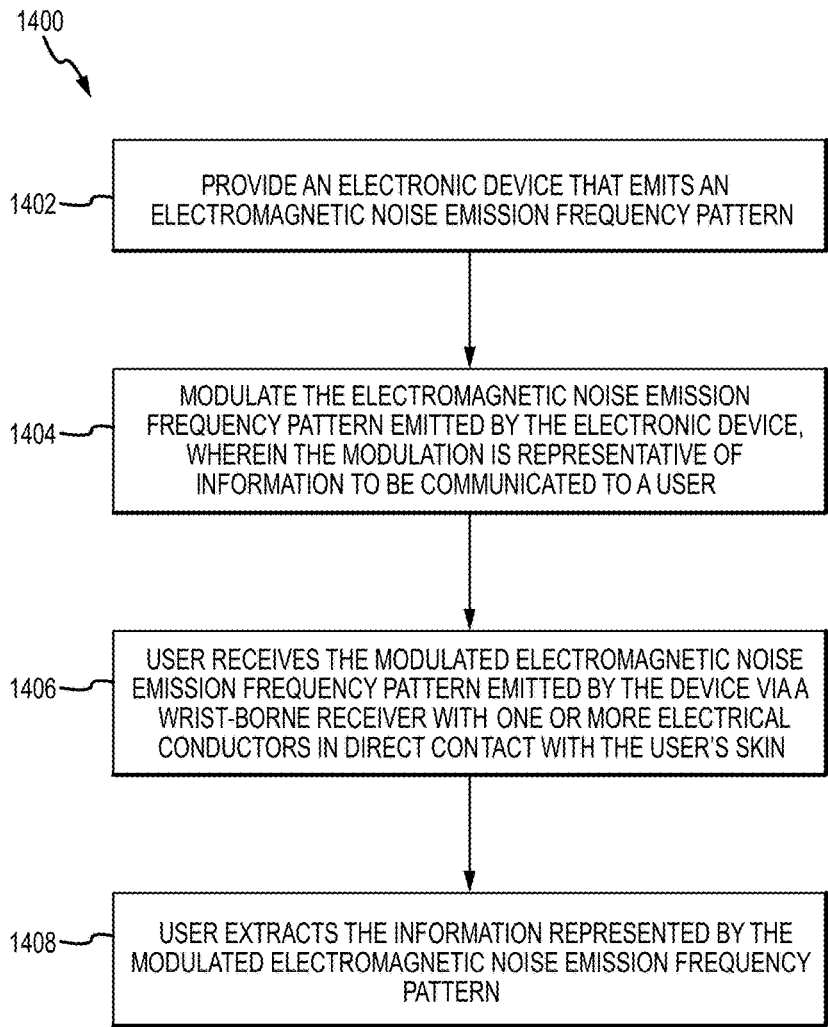 1400
1402
PROVIDE AN ELECTRONIC DEVICE THAT EMITS AN
ELECTROMAGNETIC NOISE EMISSION FREQUENCY PATTERN
1404
MODULATE THE ELECTROMAGNETIC NOISE EMISSION
FREQUENCY PATTERN EMITTED BY THE ELECTRONIC DEVICE,
WHEREIN THE MODULATION IS REPRESENTATIVE OF
INFORMATION TO BE COMMUNICATED TO A USER
1406
USER RECEIVES THE MODULATED ELECTROMAGNETIC NOISE
EMISSION FREQUENCY PATTERN EMITTED BY THE DEVICE VIA A
WRIST-BORNE RECEIVER WITH ONE OR MORE ELECTRICAL
CONDUCTORS IN DIRECT CONTACT WITH THE USER'S SKIN
1408
USER EXTRACTS THE INFORMATION REPRESENTED BY THE
MODULATED ELECTROMAGNETIC NOISE EMISSION FREQUENCY
PATTERN